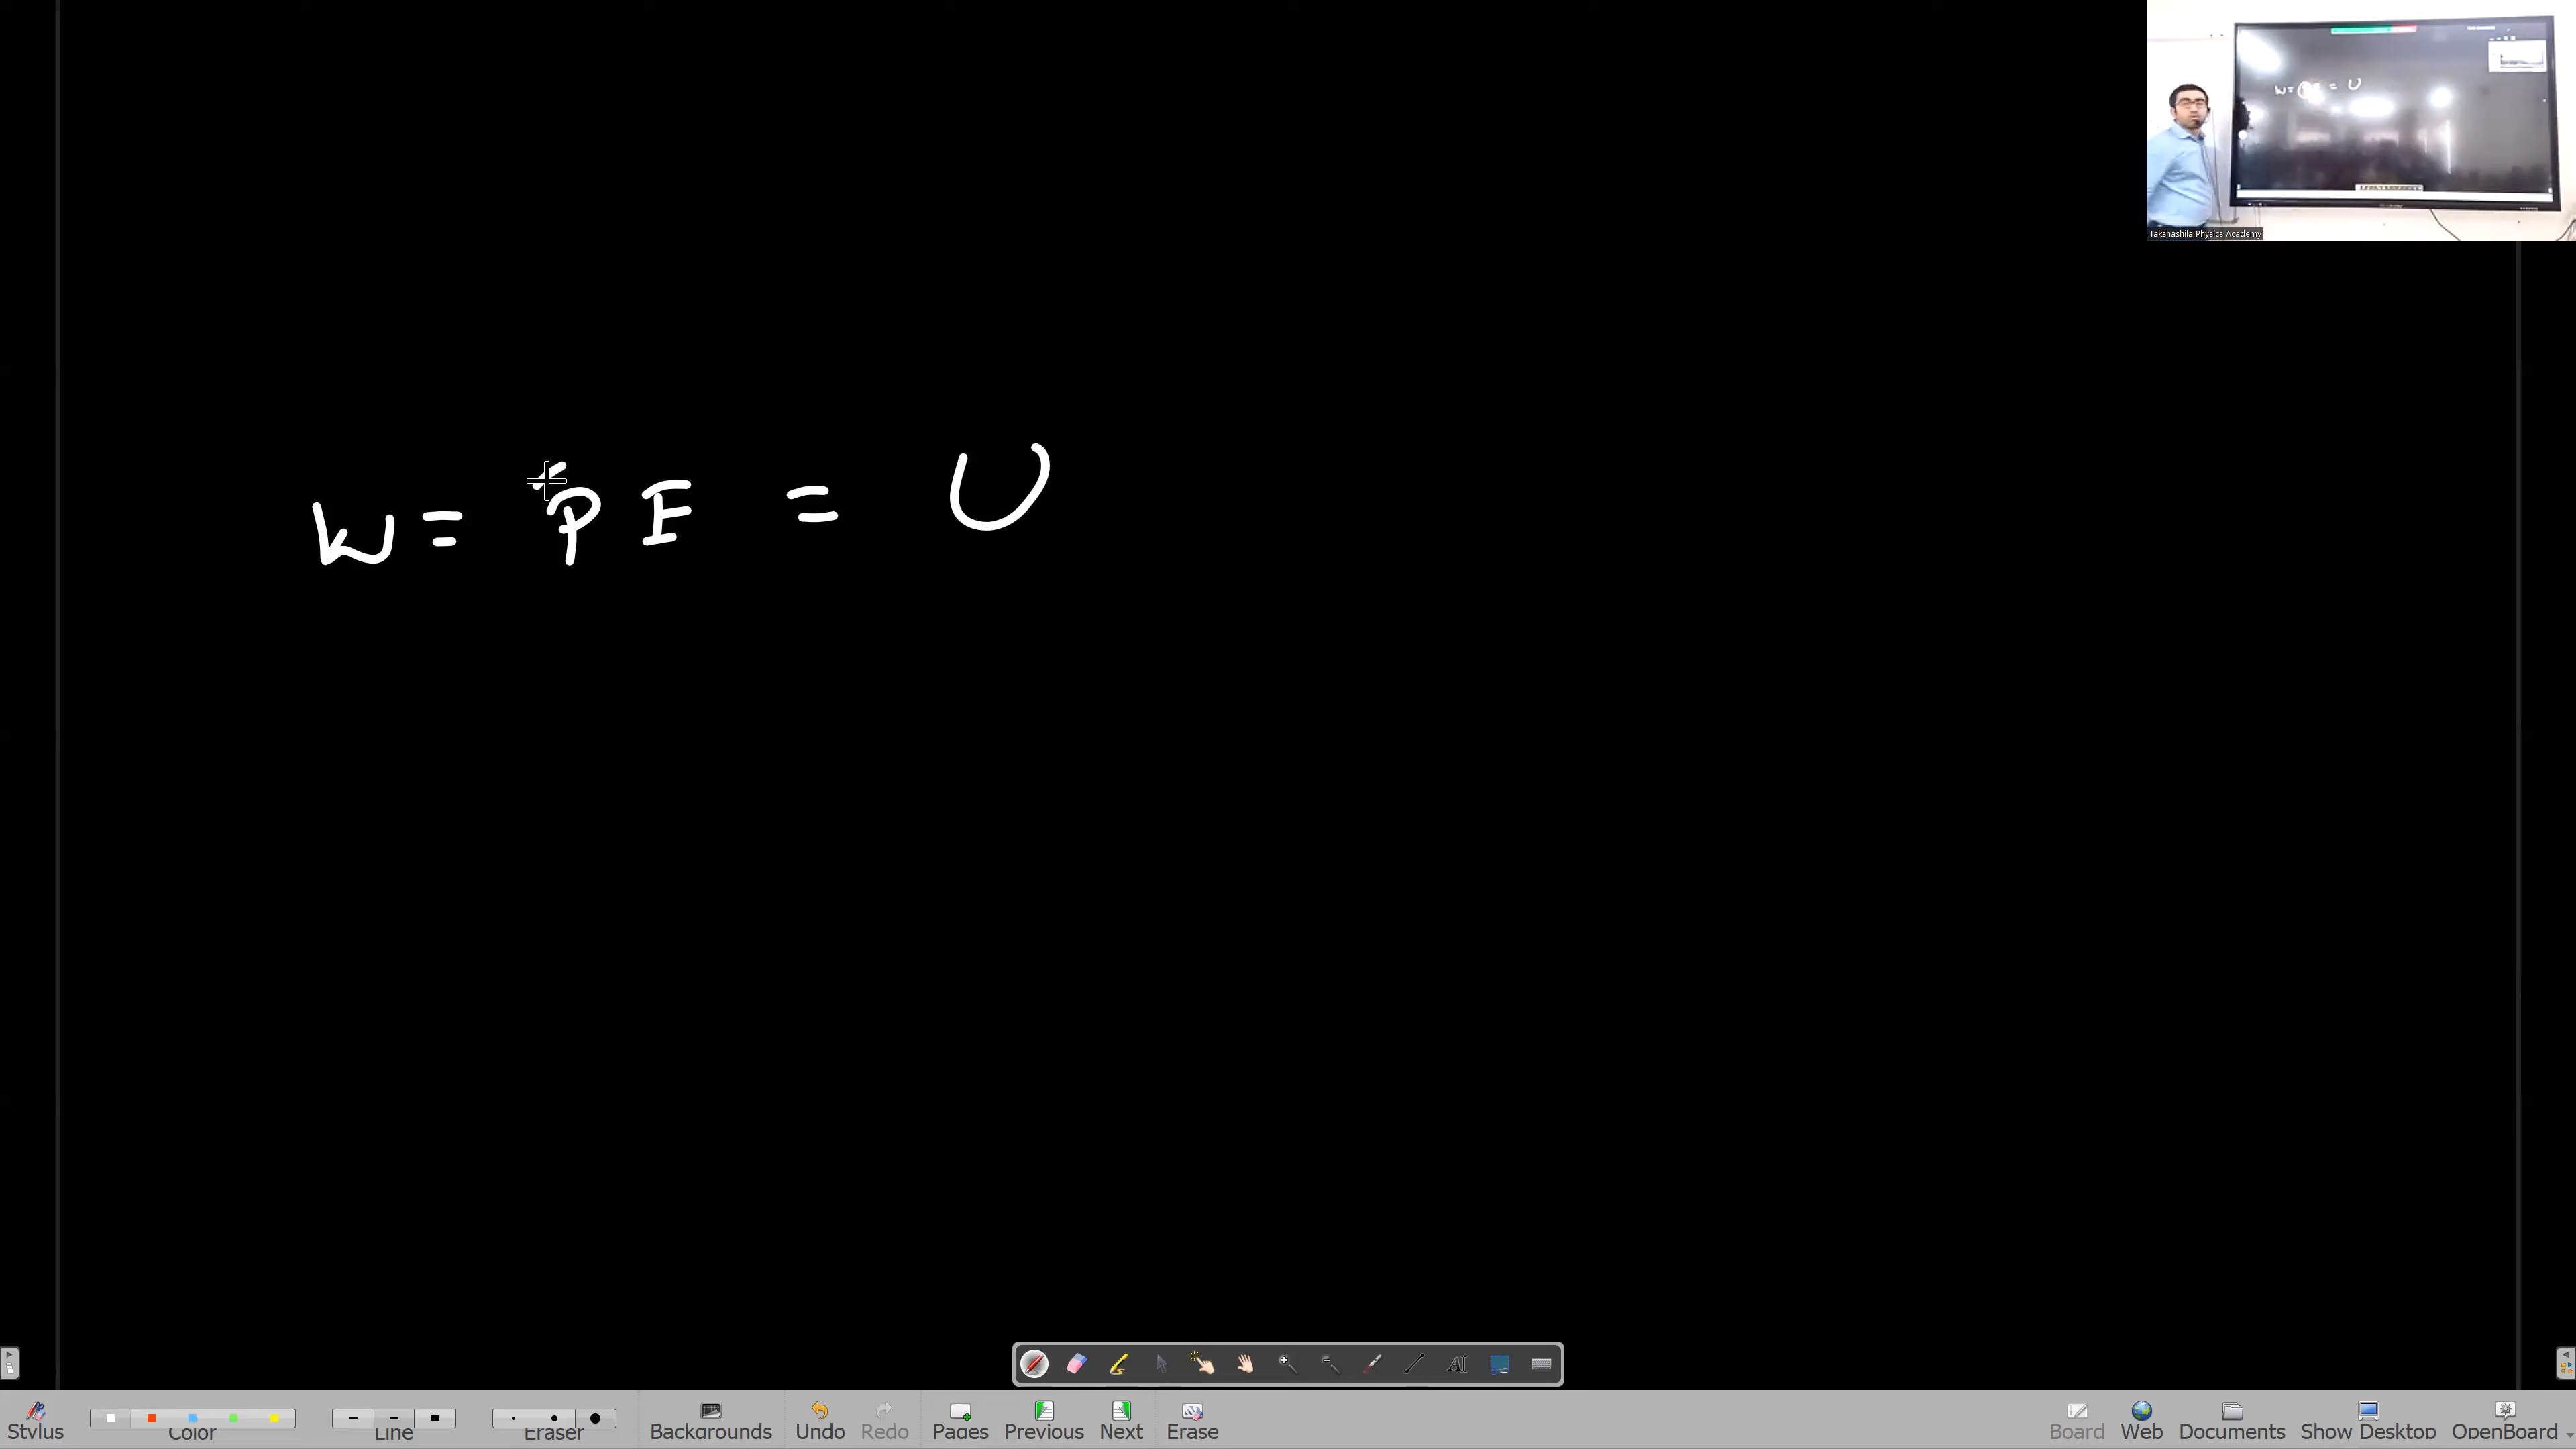 Takshashila Physics Academy
W = PE = U
Stylus Color Line Eraser Backgrounds Undo Redo Pages Previous Next Erase Board Web Documents Show Desktop OpenBoard